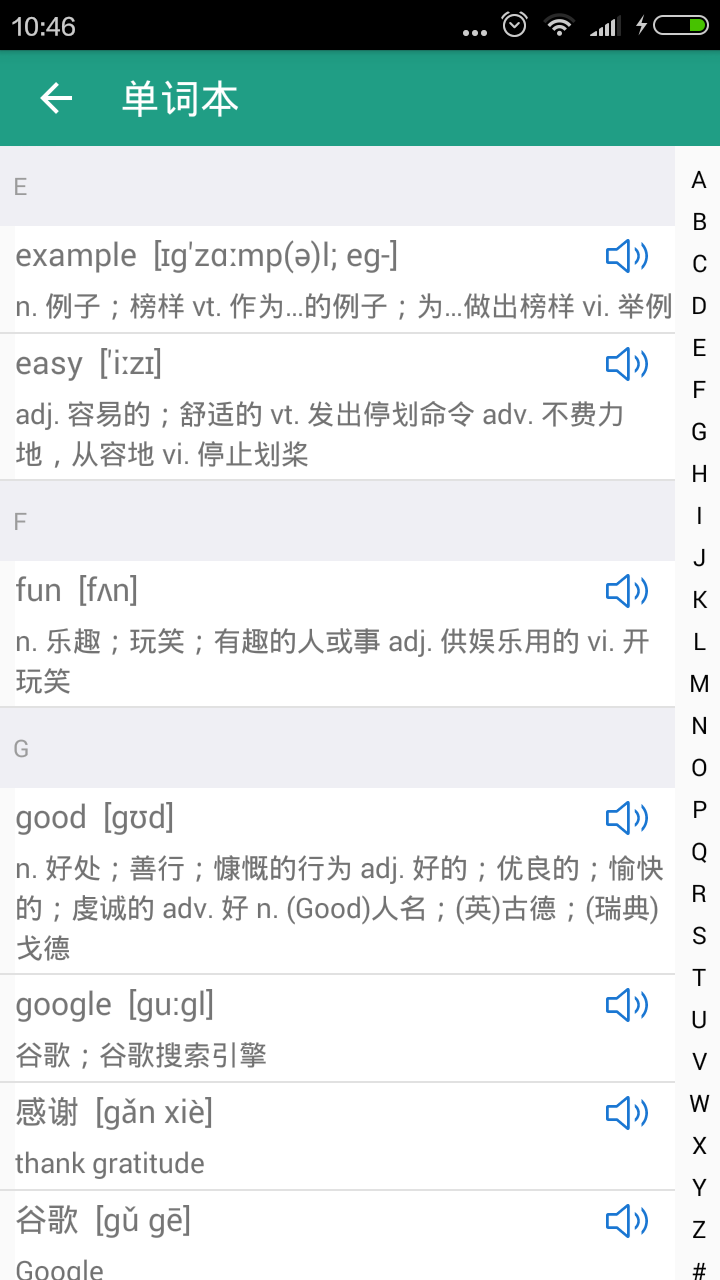 10:46
单词本
E
example [ɪg'zɑːmp(ə)l; eg-]
n. 例子；榜样 vt. 作为...的例子；为...做出榜样 vi. 举例
easy ['iːzɪ]
adj. 容易的；舒适的 vt. 发出停划命令 adv. 不费力
地，从容地 vi. 停止划桨
F
fun [fʌn]
n. 乐趣；玩笑；有趣的人或事 adj. 供娱乐用的 vi. 开
玩笑
G
good [gʊd]
n. 好处；善行；慷慨的行为 adj. 好的；优良的；愉快
的；虔诚的 adv. 好 n. (Good)人名；(英)古德；(瑞典)
戈德
google [gu:gl]
谷歌；谷歌搜索引擎
感谢 [gǎn xiè]
thank gratitude
谷歌 [gǔ gē]
Google
A
B
C
D
E
F
G
H
I
J
K
L
M
N
O
P
Q
R
S
T
U
V
W
X
Y
Z
#